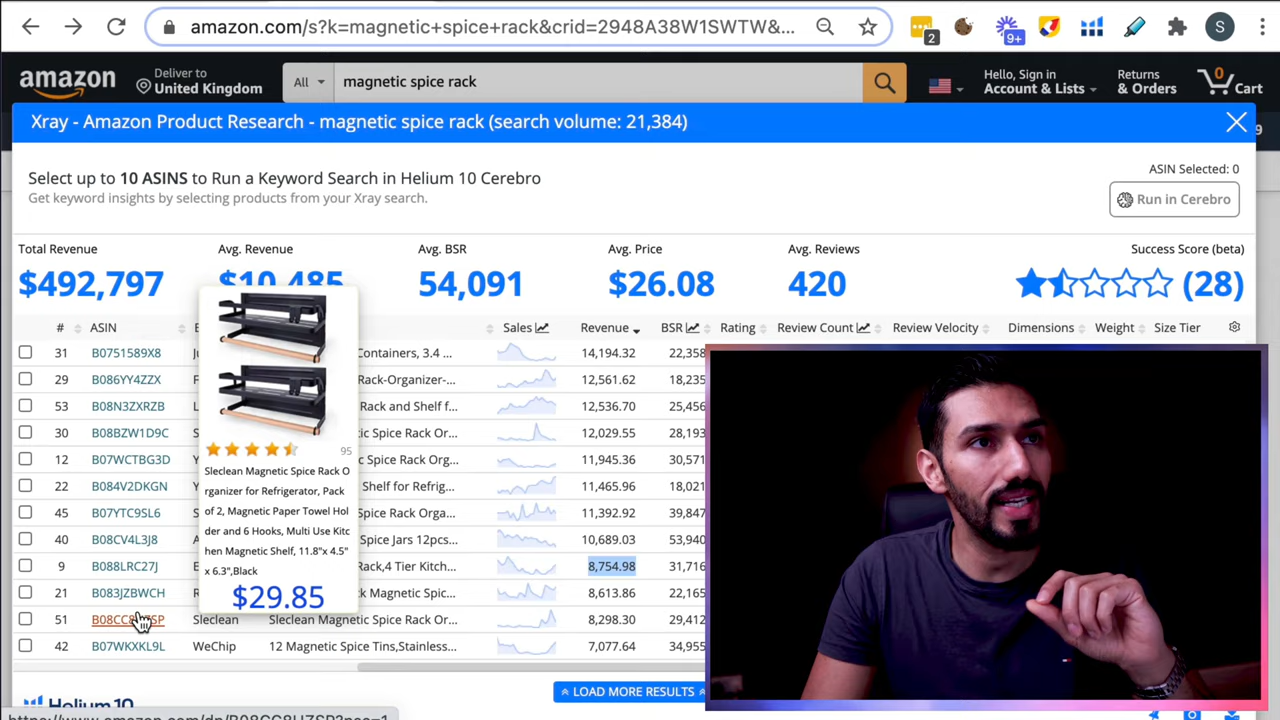 amazon.com/s?k=magnetic+spice+rack&crid=2948A38W1SWTW&...
2
9+
S
amazon
Deliver to
United Kingdom
All
magnetic spice rack
Hello, Sign in
Account & Lists
Returns
& Orders
0
Cart
Xray - Amazon Product Research - magnetic spice rack (search volume: 21,384)
9
Select up to 10 ASINS to Run a Keyword Search in Helium 10 Cerebro
ASIN Selected: 0
Get keyword insights by selecting products from your Xray search.
Run in Cerebro
Total Revenue
Avg. Revenue
Avg. BSR
Avg. Price
Avg. Reviews
Success Score (beta)
$492,797
$10,485
54,091
$26.08
420
(28)
# ASIN Sales Revenue BSR Rating Review Count Review Velocity Dimensions Weight Size Tier
31 B0751589X8 Containers, 3.4 ... 14,194.32 22,358
29 B086YY4ZZX Rack-Organizer-... 12,561.62 18,235
53 B08N3ZXRZB Rack and Shelf f... 12,536.70 25,456
30 B08BZW1D9C Spice Rack Or... 12,029.55 28,193
12 B07WCTBG3D Spice Rack Org... 11,945.36 30,571
22 B084V2DKGN Shelf for Refrig... 11,465.96 18,021
45 B07YTC9SL6 Spice Rack Orga... 11,392.92 39,847
40 B08CV4L3J8 Spice Jars 12pcs... 10,689.03 53,940
9 B088LRC27J Rack,4 Tier Kitch... 8,754.98 31,716
21 B083JZBWCH Magnetic Spic... 8,613.86 22,165
51 Sleclean Sleclean Magnetic Spice Rack Or... 8,298.30 29,412
42 B07WKXKL9L WeChip 12 Magnetic Spice Tins,Stainless... 7,077.64 34,955
95
Sleclean Magnetic Spice Rack O
rganizer for Refrigerator, Pack
of 2, Magnetic Paper Towel Hol
der and 6 Hooks, Multi Use Kitc
hen Magnetic Shelf, 11.8"x 4.5"
x 6.3",Black
$29.85
LOAD MORE RESULTS
Helium 10